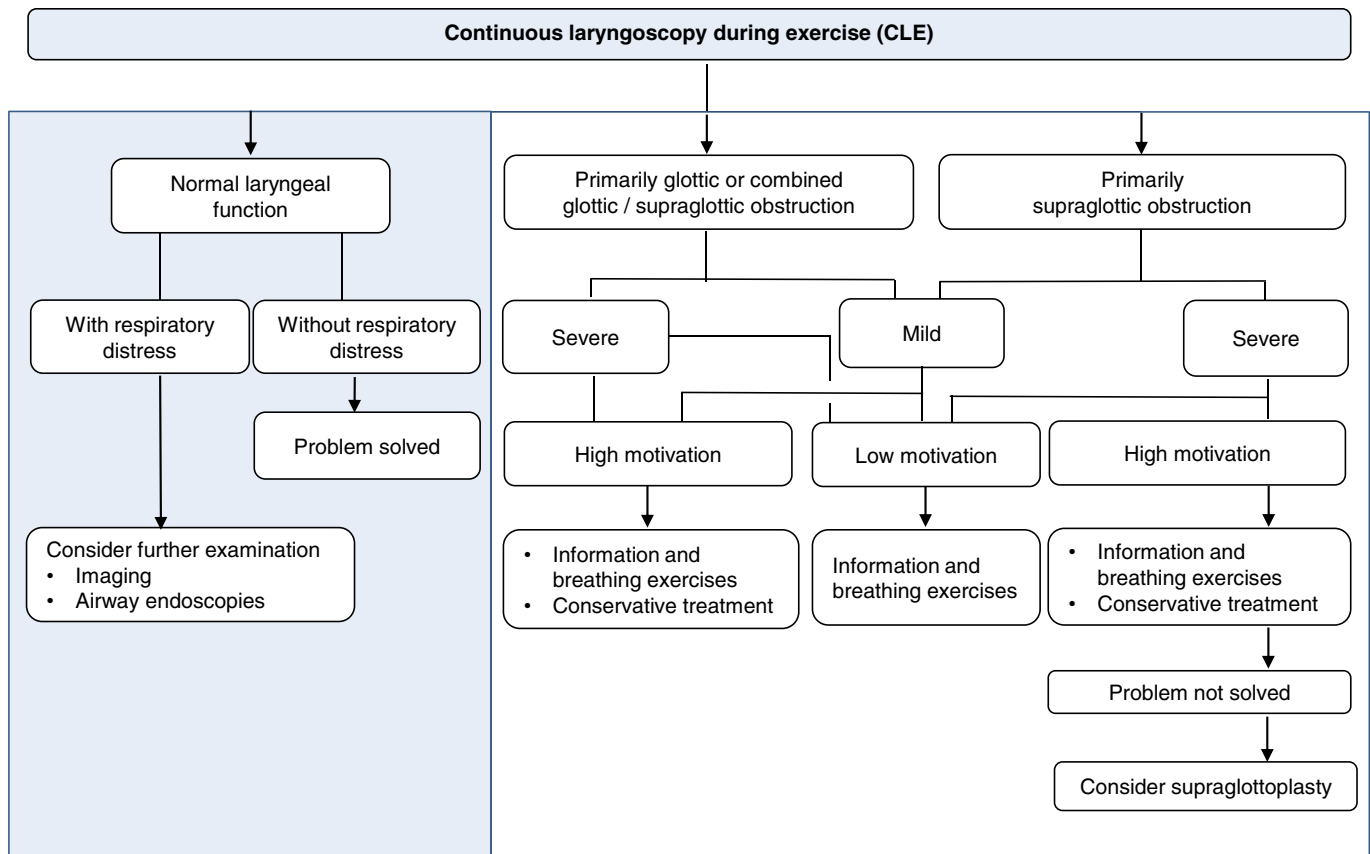 Continuous laryngoscopy during exercise (CLE)
Normal laryngeal
function
Primarily glottic or combined
glottic / supraglottic obstruction
Primarily
supraglottic obstruction
With respiratory
distress
Without respiratory
distress
Severe
Mild
Severe
Problem solved
High motivation
Low motivation
High motivation
Consider further examination
• Imaging
• Airway endoscopies
• Information and
breathing exercises
• Conservative treatment
Information and
breathing exercises
• Information and
breathing exercises
• Conservative treatment
Problem not solved
Consider supraglottoplasty